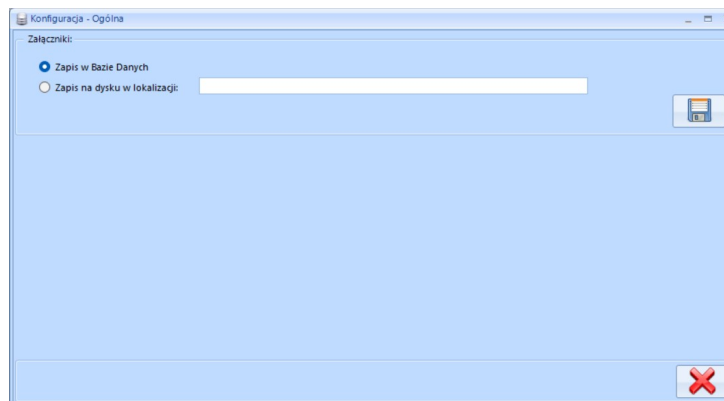 Konfiguracja - Ogólna
Załączniki:
Zapis w Bazie Danych
Zapis na dysku w lokalizacji: